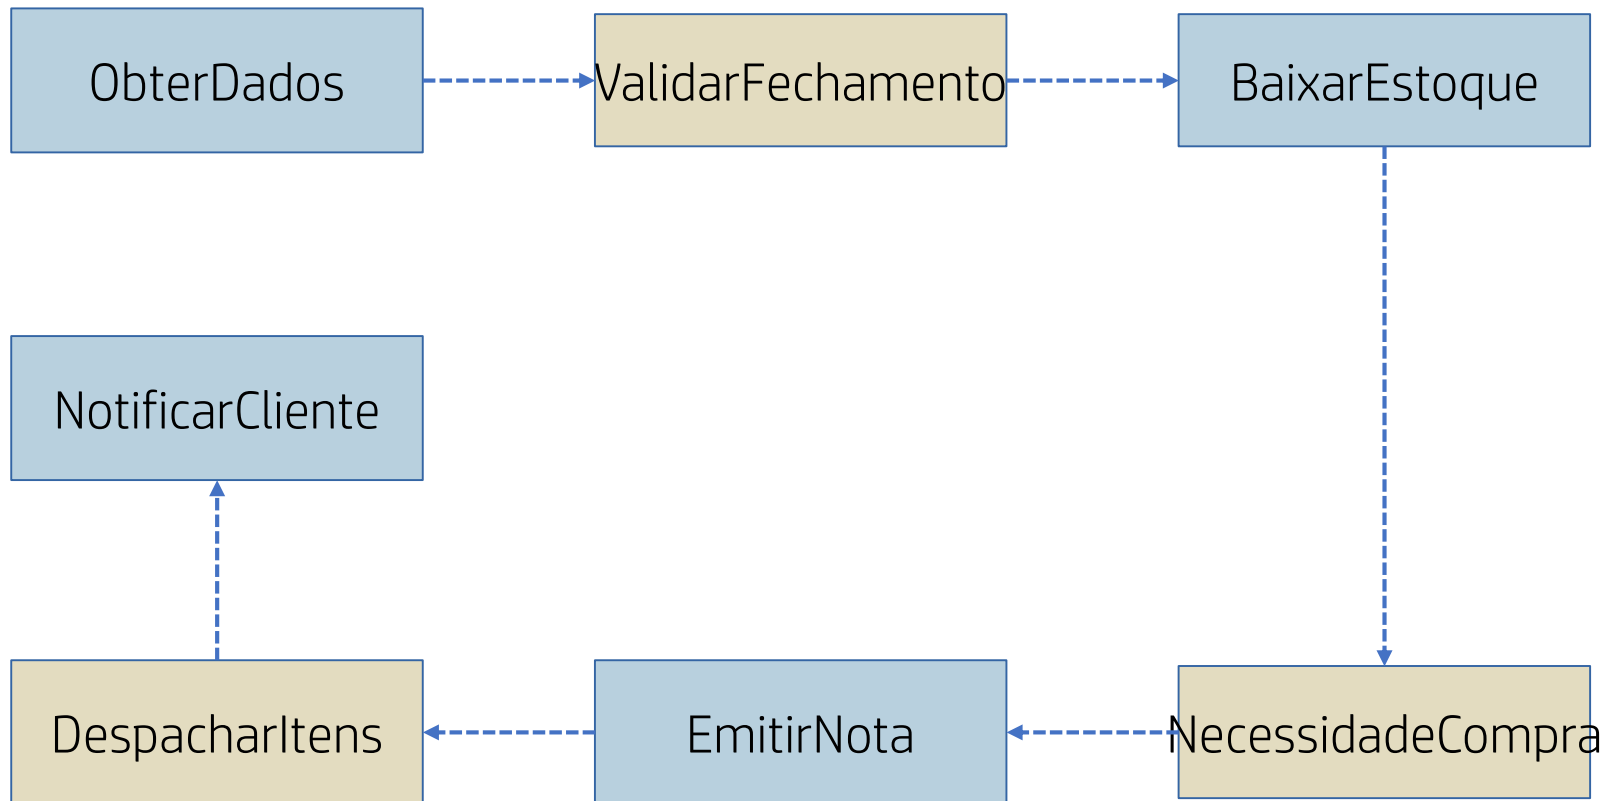 ObterDados
ValidarFechamento
BaixarEstoque
NotificarCliente
DespacharItens
EmitirNota
NecessidadeCompra